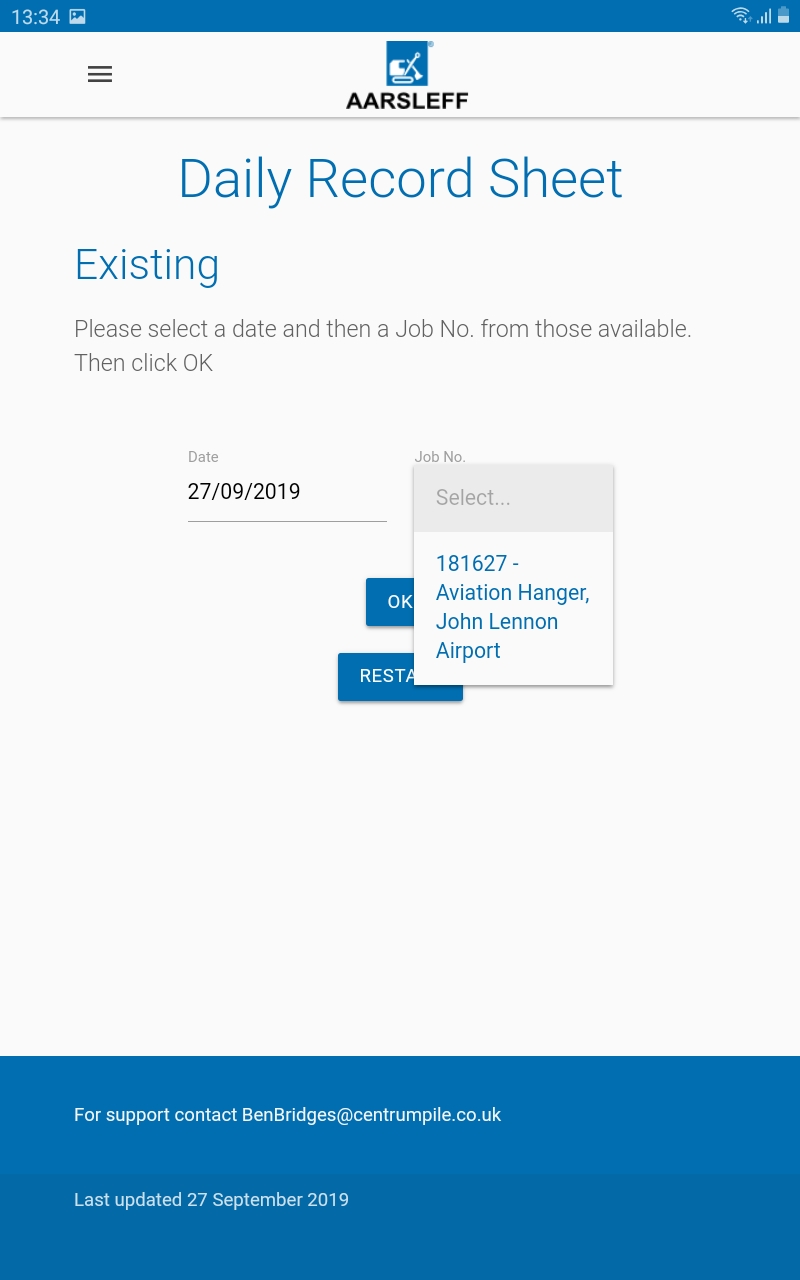 13:34
AARSLEFF
Daily Record Sheet
Existing
Please select a date and then a Job No. from those available.
Then click OK
Date
Job No.
27/09/2019
Select...
181627 -
Aviation Hanger,
John Lennon
Airport
OK
RESTA
For support contact BenBridges@centrumpile.co.uk
Last updated 27 September 2019